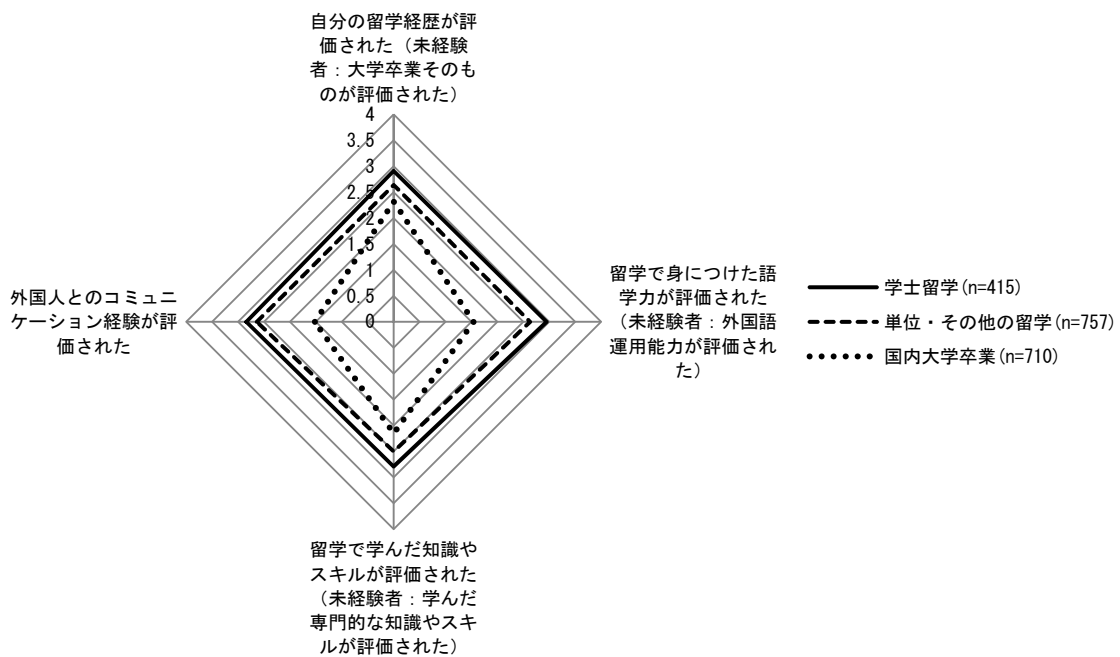 自分の留学経歴が評
価された（未経験
者：大学卒業そのも
のが評価された）
4
3.5
3
2.5
2
1.5
1
0.5
0
外国人とのコミュニ
ケーション経験が評
価された
留学で身につけた語
学力が評価された
（未経験者：外国語
運用能力が評価され
た）
学士留学(n=415)
単位・その他の留学(n=757)
国内大学卒業(n=710)
留学で学んだ知識や
スキルが評価された
（未経験者：学んだ
専門的な知識やスキ
ルが評価された）